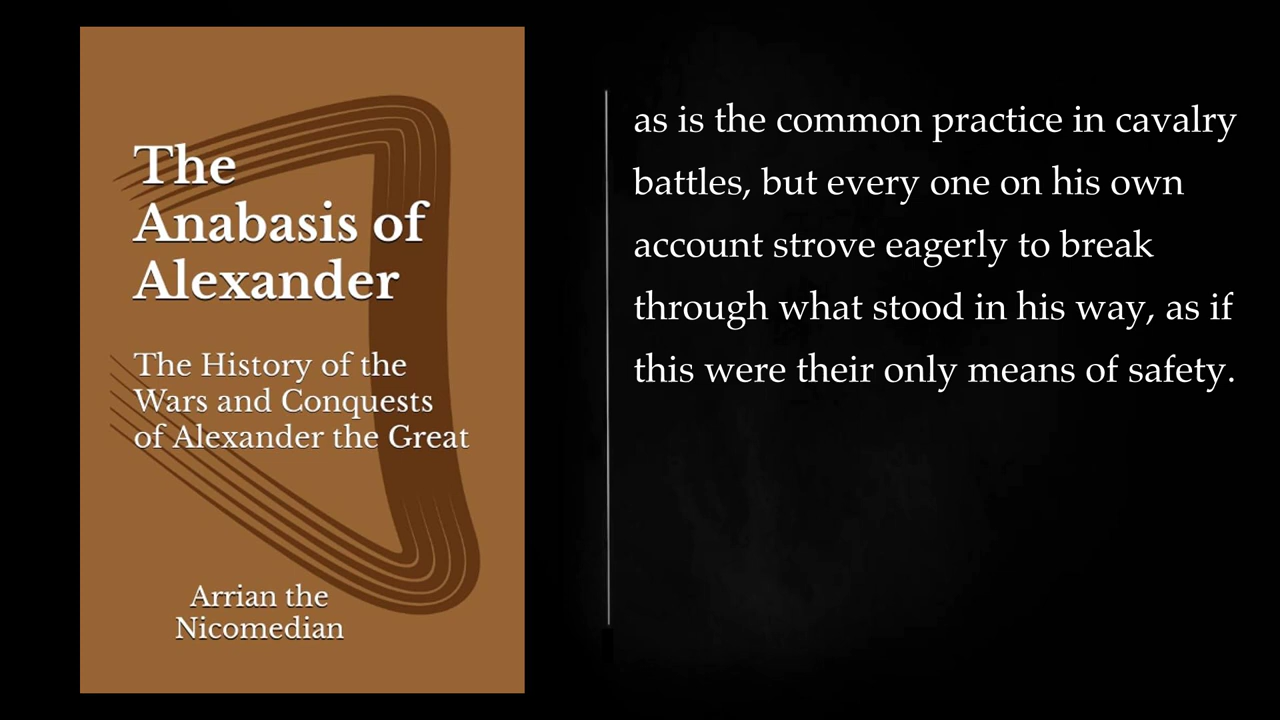 The
Anabasis of
Alexander
The History of the
Wars and Conquests
of Alexander the Great
Arrian the
Nicomedian
as is the common practice in cavalry
battles, but every one on his own
account strove eagerly to break
through what stood in his way, as if
this were their only means of safety.